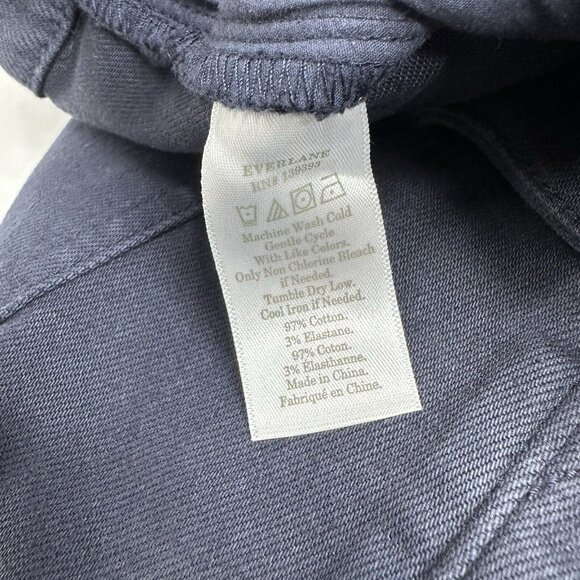 EVERLANE
RN# 139393
Machine Wash Cold
Gentle Cycle
With Like Colors.
Only Non Chlorine Bleach
if Needed.
Tumble Dry Low.
Cool Iron if Needed.
97% Cotton.
3% Elastane.
97% Coton.
3% Elasthanne.
Made in China.
Fabriqué en Chine.